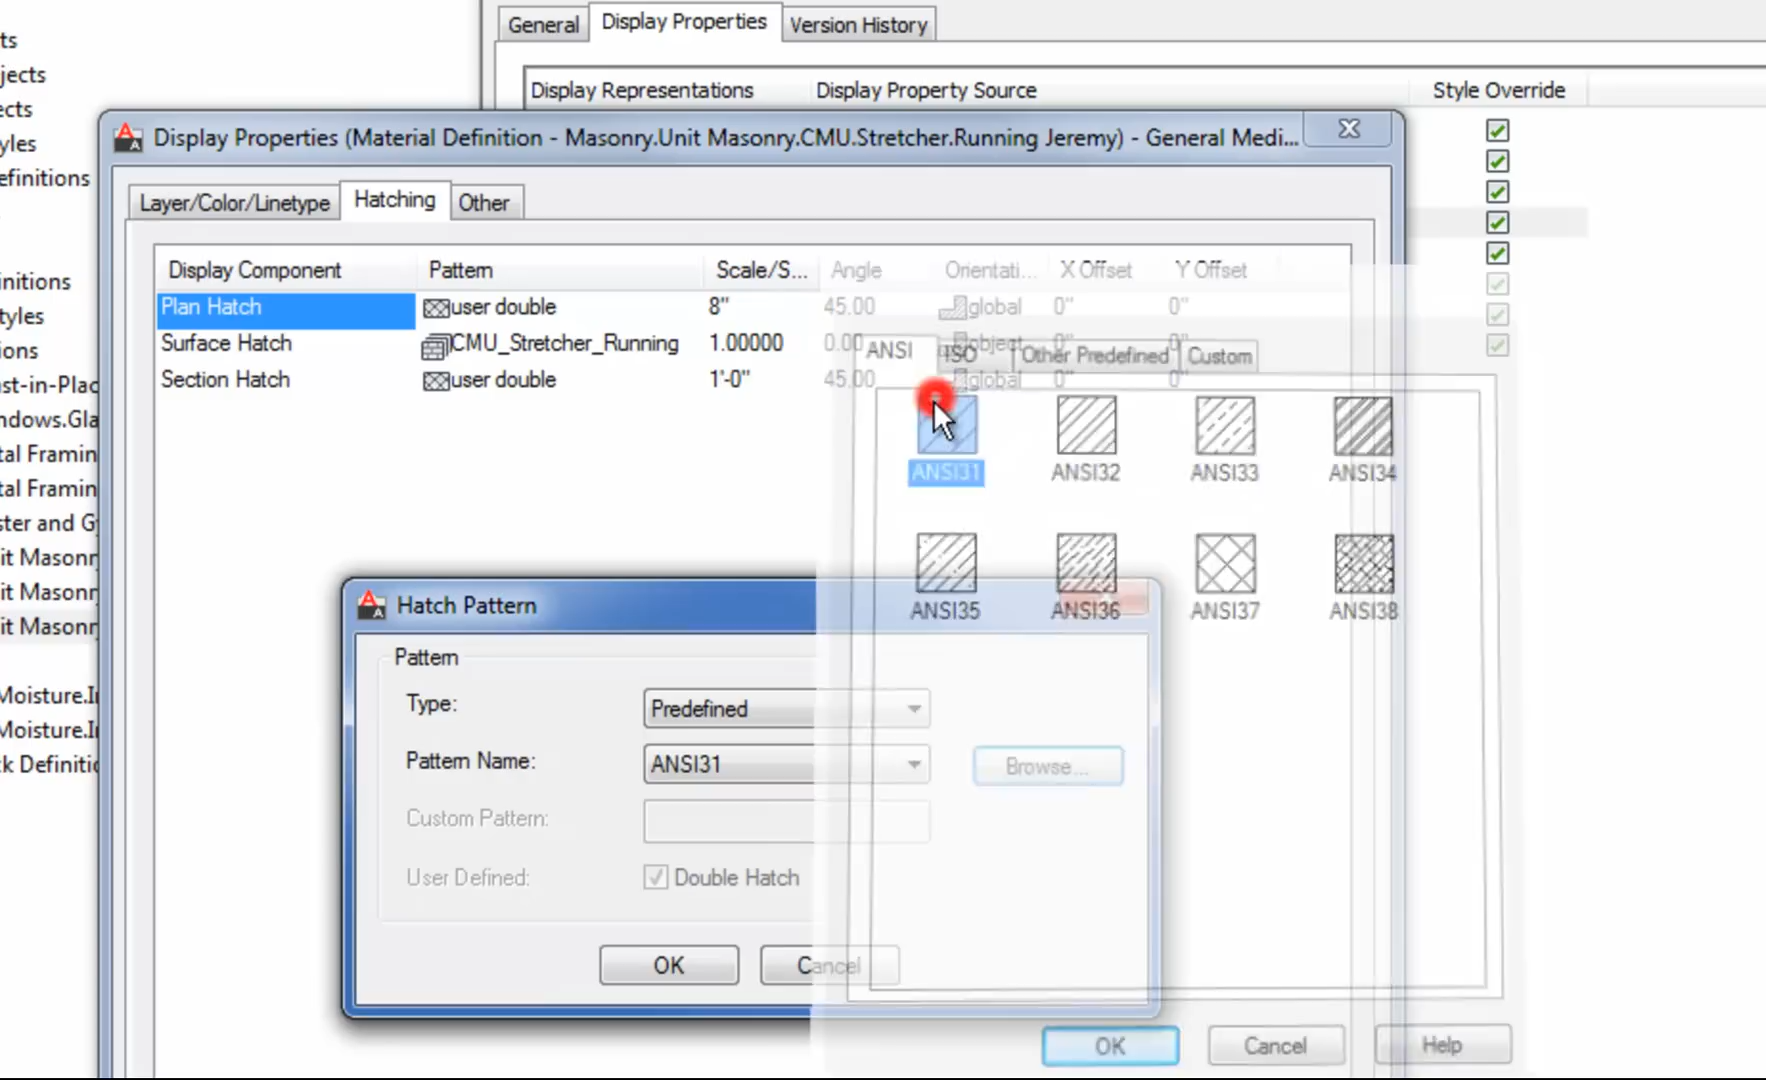 General Display Properties Version History
ts
jects
Display Representations Display Property Source Style Override
ects
Display Properties (Material Definition - Masonry.Unit Masonry.CMU.Stretcher.Running Jeremy) - General Medi...
yles
efinitions
Layer/Color/Linetype Hatching Other
Display Component Pattern Scale/S... Angle Orientati... X Offset Y Offset
initions
Plan Hatch user double 8" 45.00 global 0" 0"
tyles
Surface Hatch CMU_Stretcher_Running 1.00000 0.00 object 0"
ions
ANSI ISO Other Predefined Custom
Section Hatch user double 1'-0" 45.00 global 0" 0"
ast-in-Plac
ndows.Gla
tal Framin
ANSI31 ANSI32 ANSI33 ANSI34
tal Framin
ster and G
it Masonr
it Masonr
ANSI35 ANSI36 ANSI37 ANSI38
Hatch Pattern
it Masonr
Pattern
Moisture.I
Type: Predefined
Moisture.I
Pattern Name: ANSI31 Browse...
k Definitio
Custom Pattern:
User Defined: Double Hatch
OK Cancel
OK Cancel Help